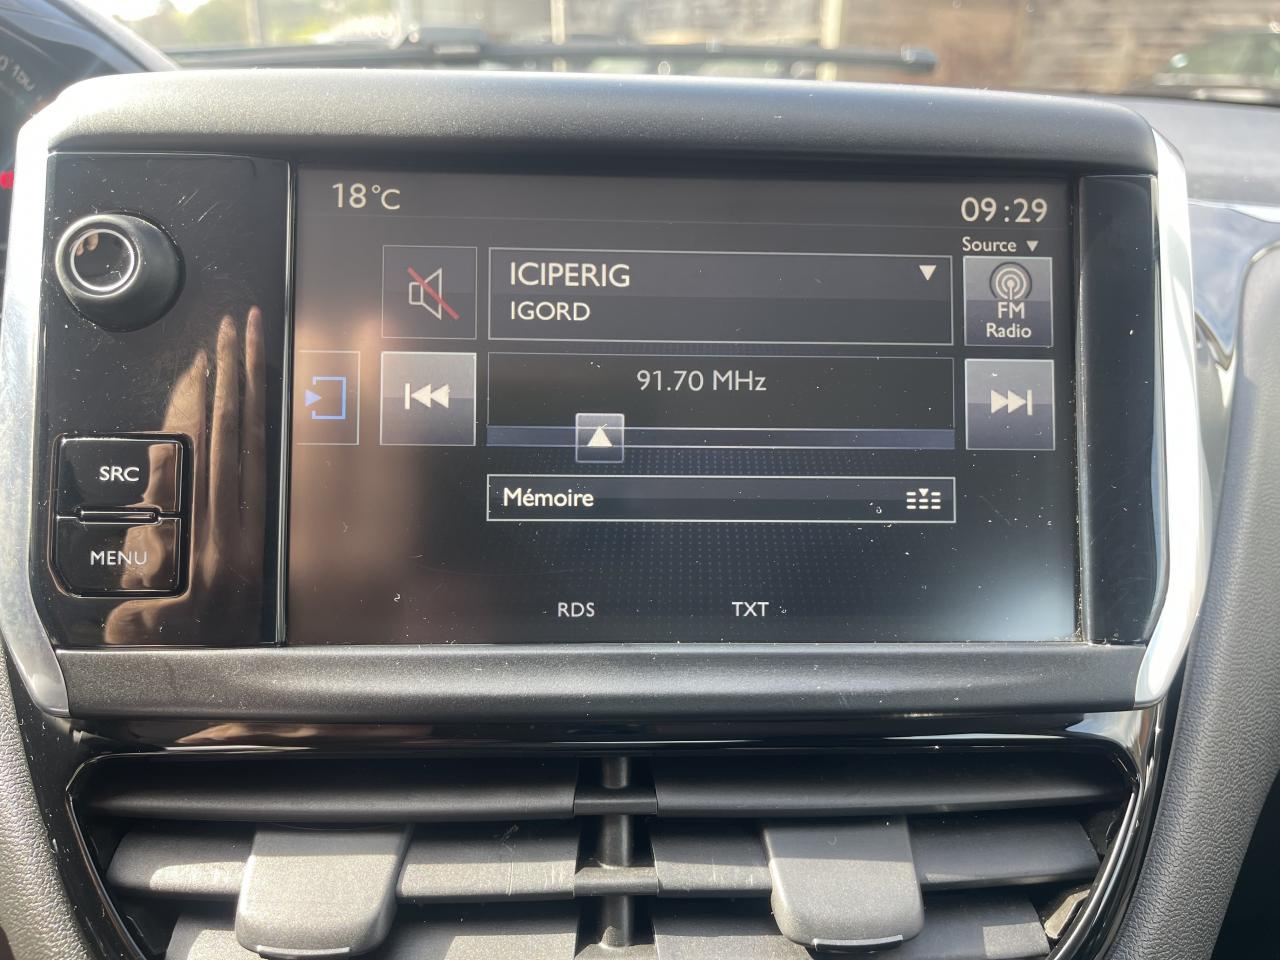 18°C
09:29
Source ▼
ICIPERIG
IGORD
FM
Radio
91.70 MHz
SRC
Mémoire
MENU
RDS
TXT